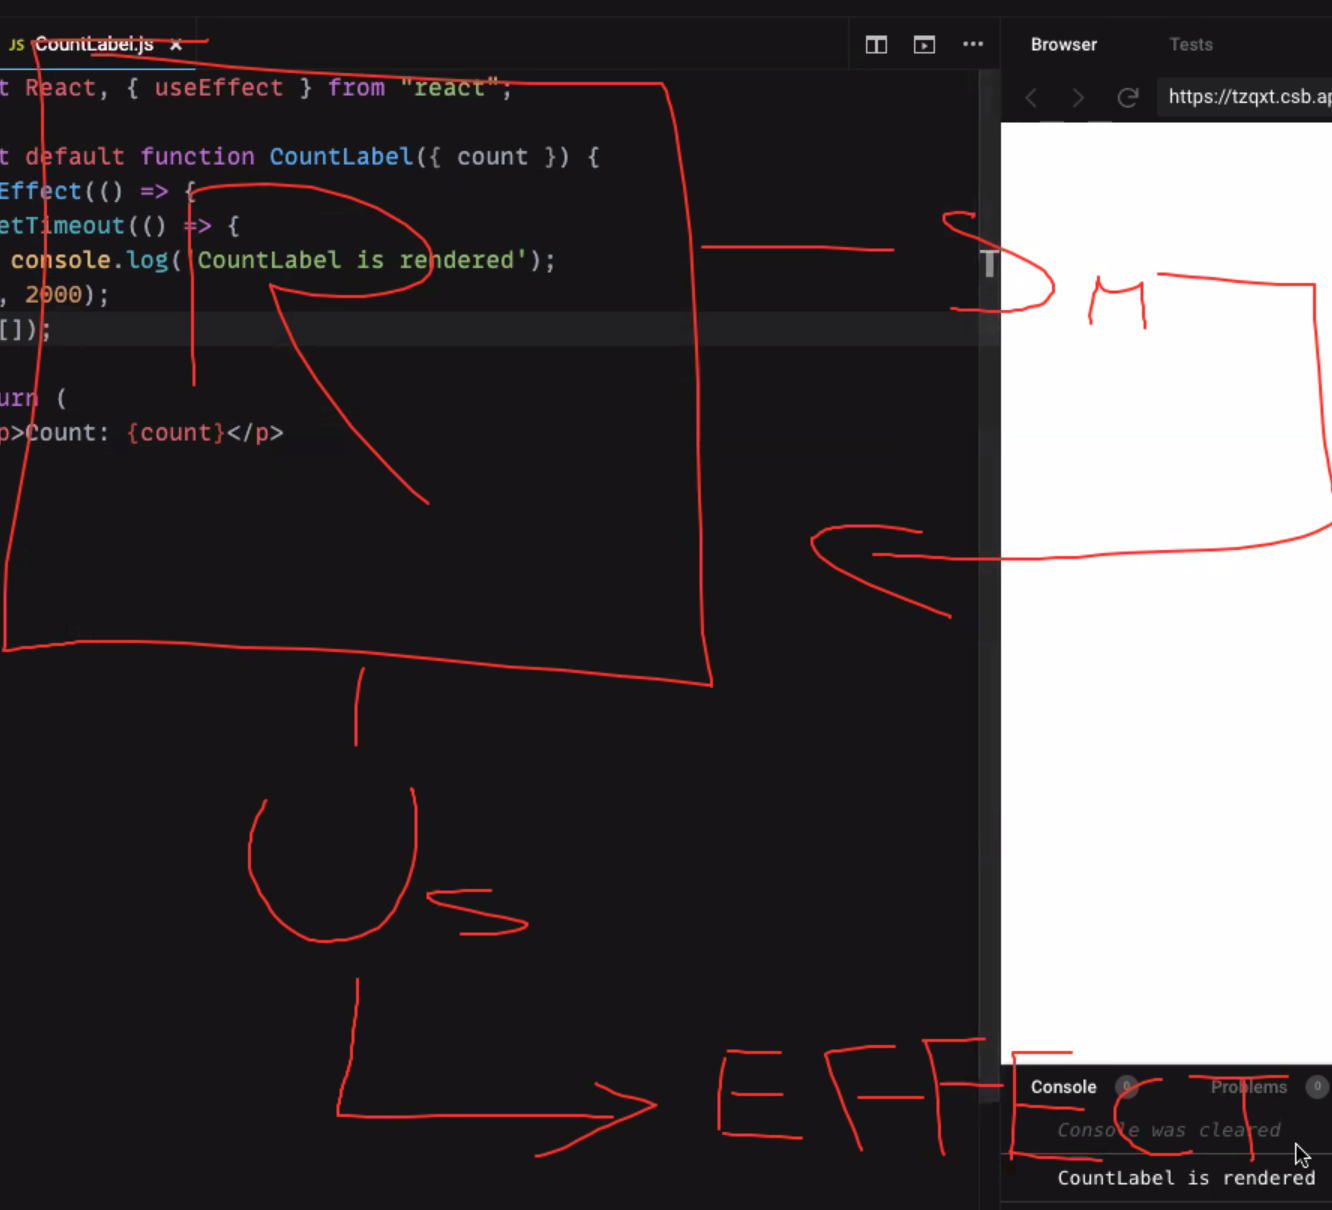 JS CountLabel.js ×
Browser Tests
https://tzqxt.csb.ap
t React, { useEffect } from "react";
t default function CountLabel({ count }) {
Effect(() => {
etTimeout(() => {
console.log('CountLabel is rendered');
, 2000);
[]);
urn (
p>Count: {count}</p>
R
S M
T
U S
EFFECT
Console 0 Problems 0
Console was cleared
CountLabel is rendered